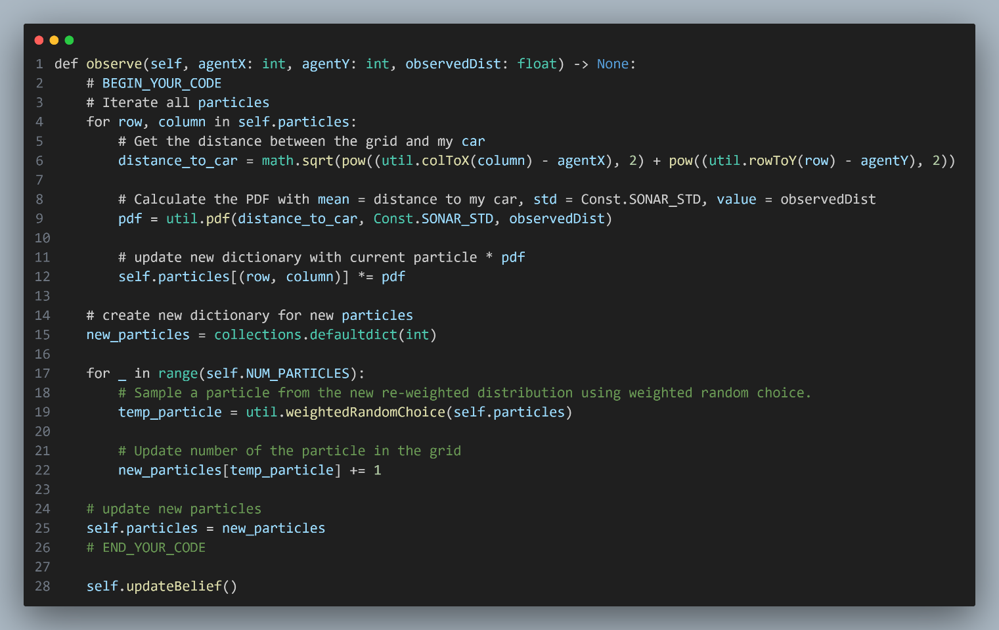 1 def observe(self, agentX: int, agentY: int, observedDist: float) -> None:
2     # BEGIN_YOUR_CODE
3     # Iterate all particles
4     for row, column in self.particles:
5         # Get the distance between the grid and my car
6         distance_to_car = math.sqrt(pow((util.colToX(column) - agentX), 2) + pow((util.rowToY(row) - agentY), 2))
7
8         # Calculate the PDF with mean = distance to my car, std = Const.SONAR_STD, value = observedDist
9         pdf = util.pdf(distance_to_car, Const.SONAR_STD, observedDist)
10
11         # update new dictionary with current particle * pdf
12         self.particles[(row, column)] *= pdf
13
14     # create new dictionary for new particles
15     new_particles = collections.defaultdict(int)
16
17     for _ in range(self.NUM_PARTICLES):
18         # Sample a particle from the new re-weighted distribution using weighted random choice.
19         temp_particle = util.weightedRandomChoice(self.particles)
20
21         # Update number of the particle in the grid
22         new_particles[temp_particle] += 1
23
24     # update new particles
25     self.particles = new_particles
26     # END_YOUR_CODE
27
28     self.updateBelief()